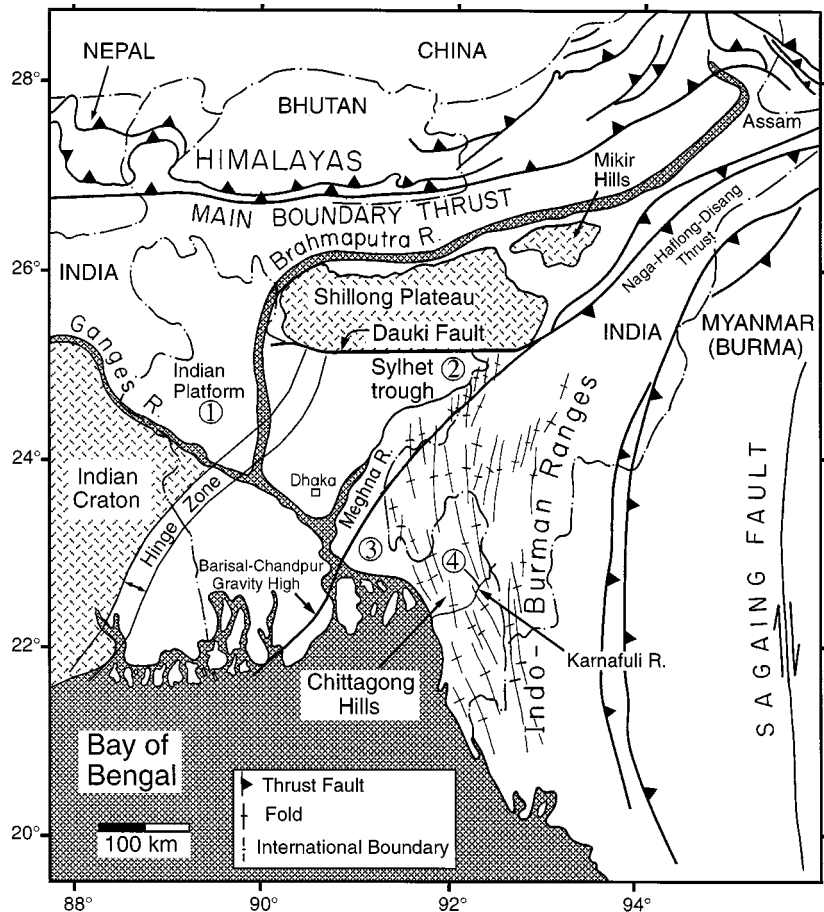 NEPAL
CHINA
28°
BHUTAN
Assam
HIMALAYAS
Mikir
Hills
MAIN BOUNDARY THRUST
Brahmaputra R.
Naga-Haflong-Disang
Thrust
26°
INDIA
Shillong Plateau
Ganges R.
Dauki Fault
INDIA
MYANMAR
(BURMA)
Indian
Platform
①
Sylhet
trough
②
24°
Indian
Craton
Hinge Zone
Dhaka
Meghna R.
Indo-Burman Ranges
SAGAING FAULT
③
④
Barisal-Chandpur
Gravity High
22°
Karnafuli R.
Chittagong
Hills
Bay of
Bengal
Thrust Fault
Fold
International Boundary
20°
100 km
88°
90°
92°
94°